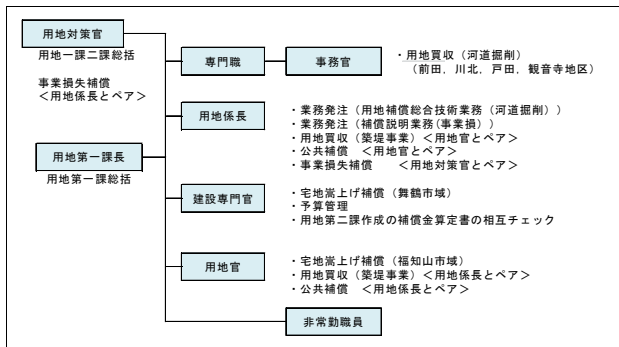 用地対策官
用地一課二課総括
事業損失補償
＜用地係長とペア＞
専門職
事務官
・用地買収（河道掘削）
（前田，川北，戸田，観音寺地区）
用地係長
・業務発注（用地補償総合技術業務（河道掘削））
・業務発注（補償説明業務(事業損））
・用地買収（築堤事業）＜用地官とペア＞
・公共補償　＜用地官とペア＞
・事業損失補償　　＜用地対策官とペア＞
用地第一課長
用地第一課総括
建設専門官
・宅地嵩上げ補償（舞鶴市域）
・予算管理
・用地第二課作成の補償金算定書の相互チェック
用地官
・宅地嵩上げ補償（福知山市域）
・用地買収（築堤事業）＜用地係長とペア＞
・公共補償　＜用地係長とペア＞
非常勤職員